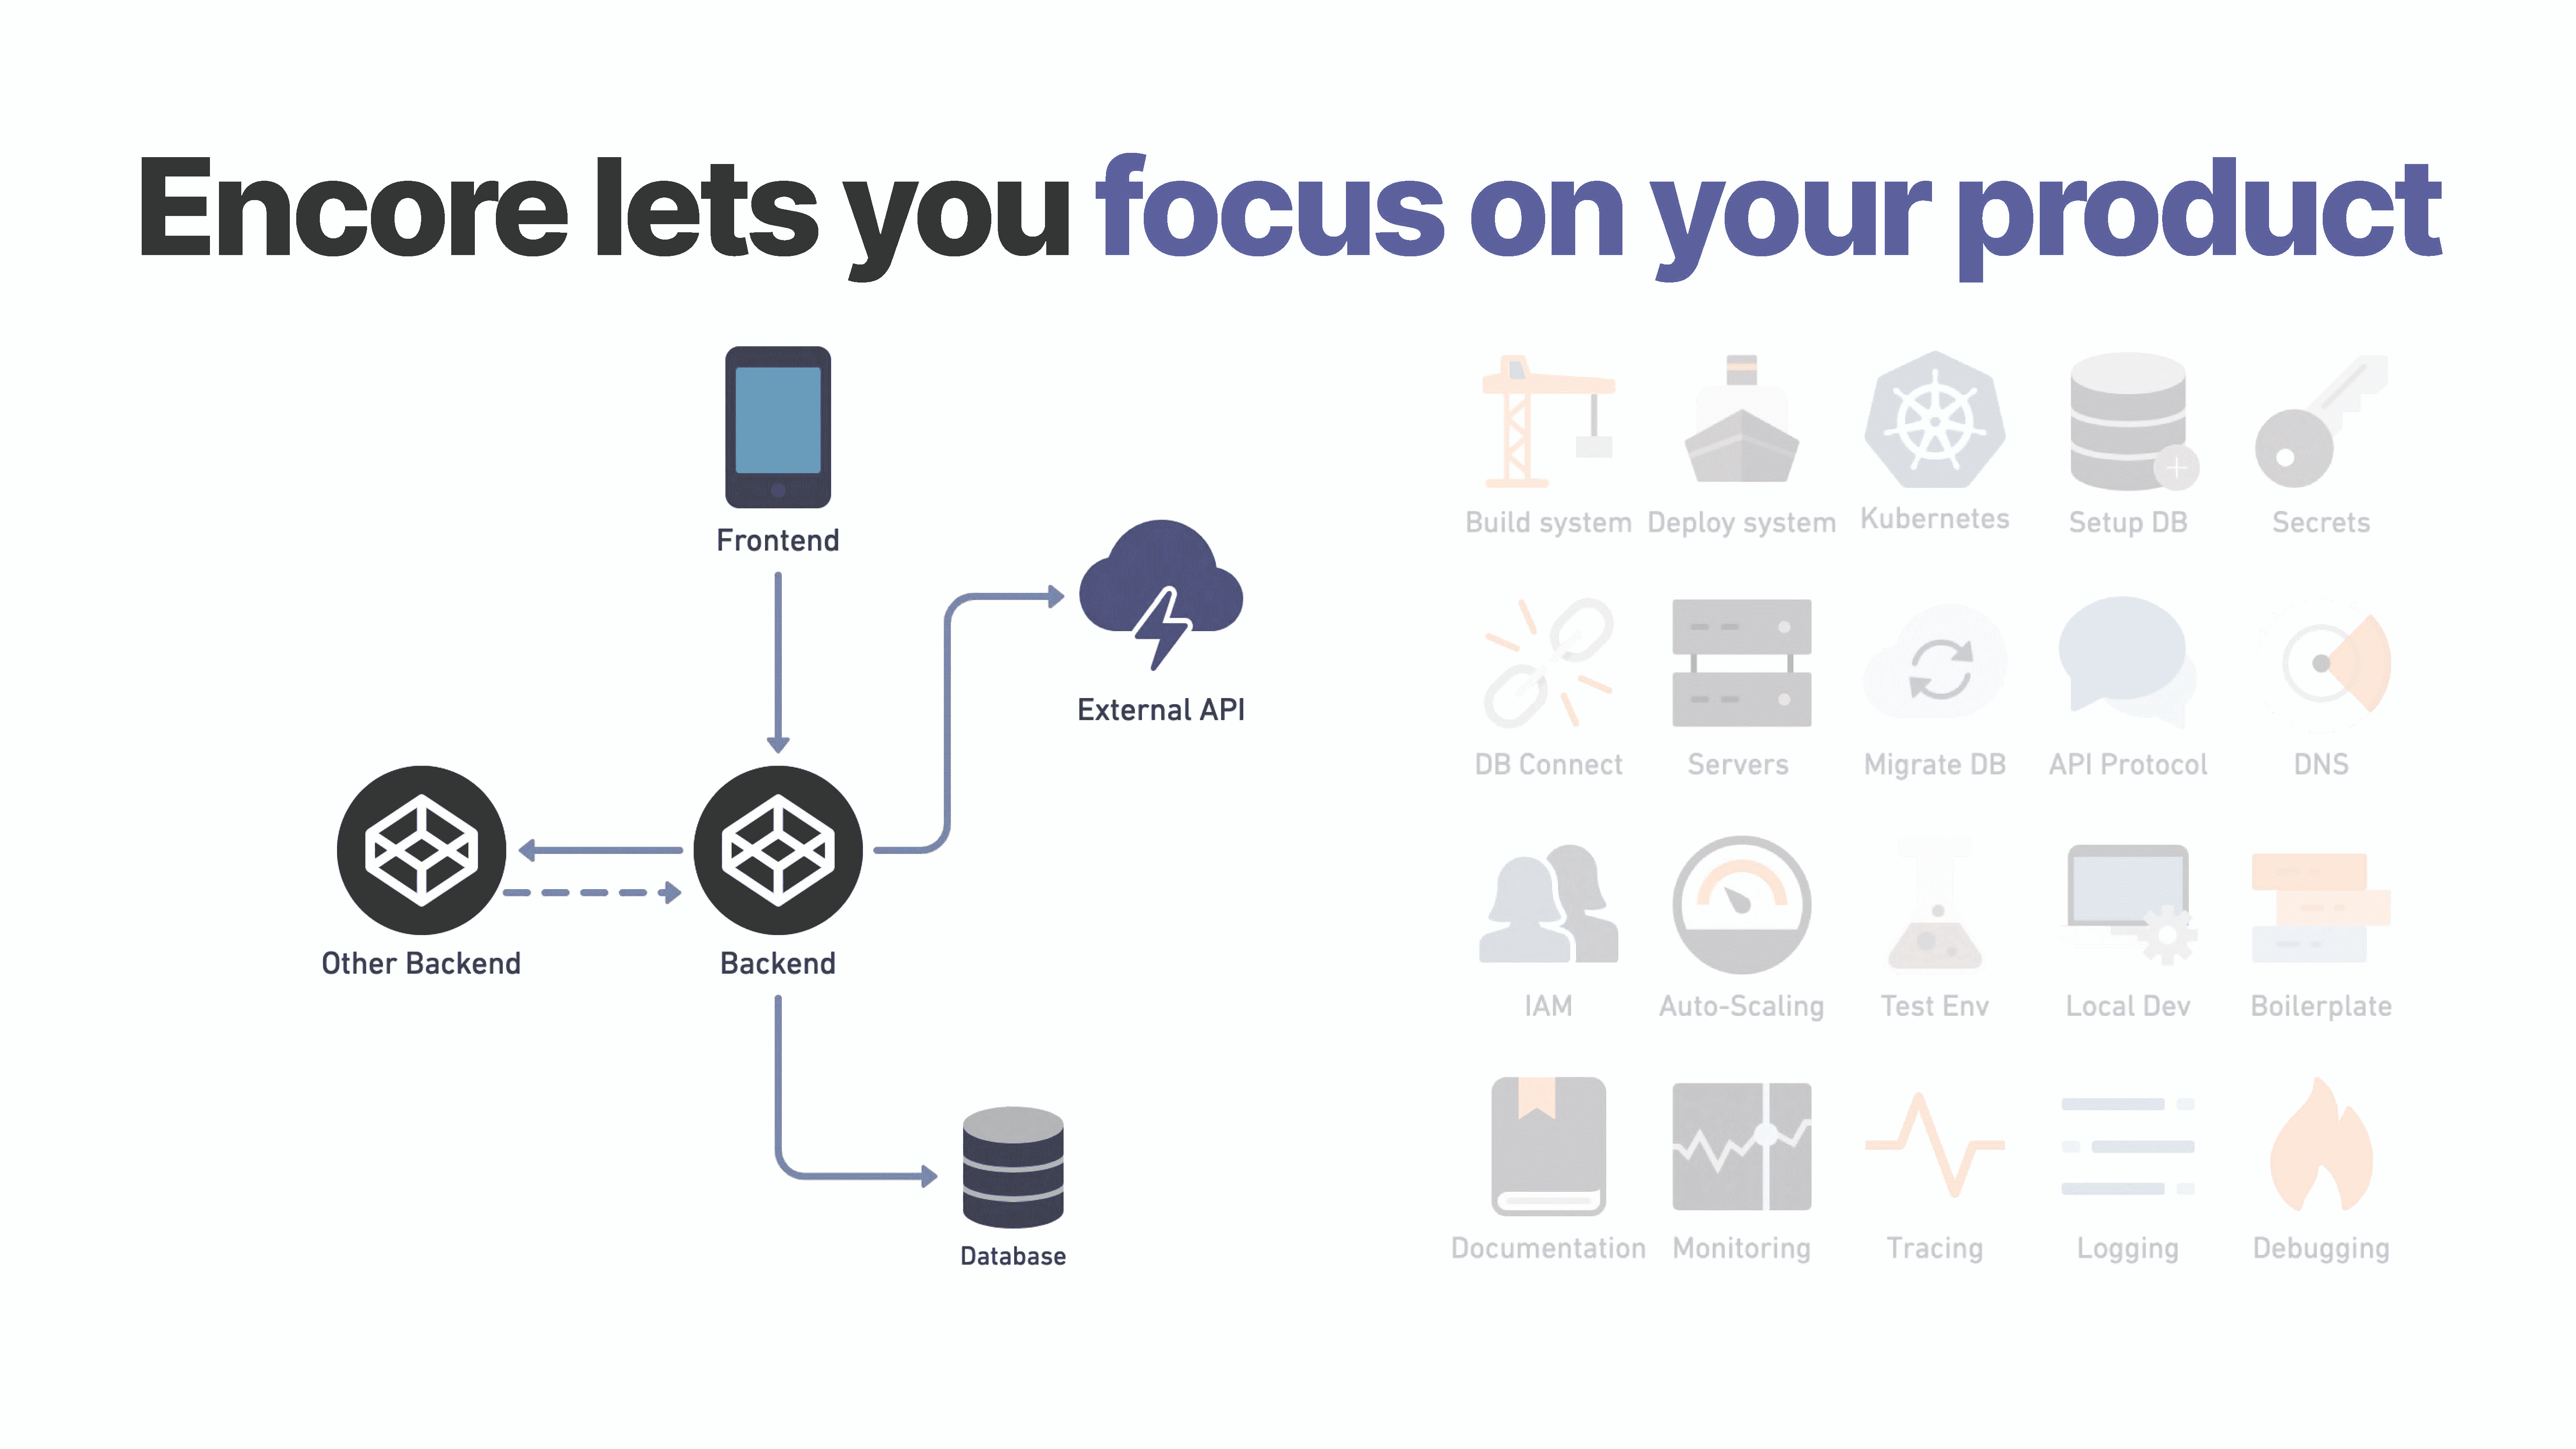 Encore lets you focus on your product
Frontend
External API
Other Backend
Backend
Database
Build system
Deploy system
Kubernetes
Setup DB
Secrets
DB Connect
Servers
Migrate DB
API Protocol
DNS
IAM
Auto-Scaling
Test Env
Local Dev
Boilerplate
Documentation
Monitoring
Tracing
Logging
Debugging